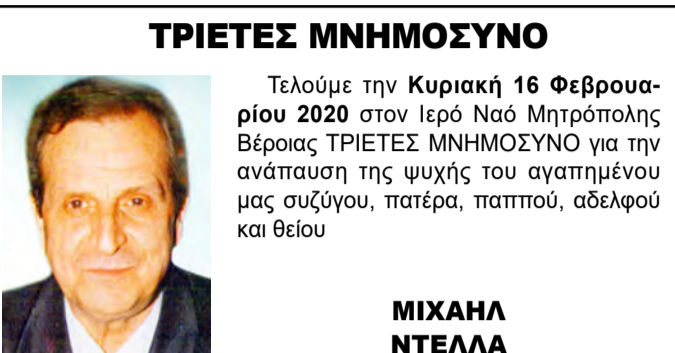 ΤΡΙΕΤΕΣ ΜΝΗΜΟΣΥΝΟ
Τελούμε την Κυριακή 16 Φεβρουα-
ρίου 2020 στον Ιερό Ναό Μητρόπολης
Βέροιας ΤΡΙΕΤΕΣ ΜΝΗΜΟΣΥΝΟ για την
ανάπαυση της ψυχής του αγαπημένου
μας συζύγου, πατέρα, παππού, αδελφού
και θείου
ΜΙΧΑΗΛ
ΝΤΕΛΛΑ